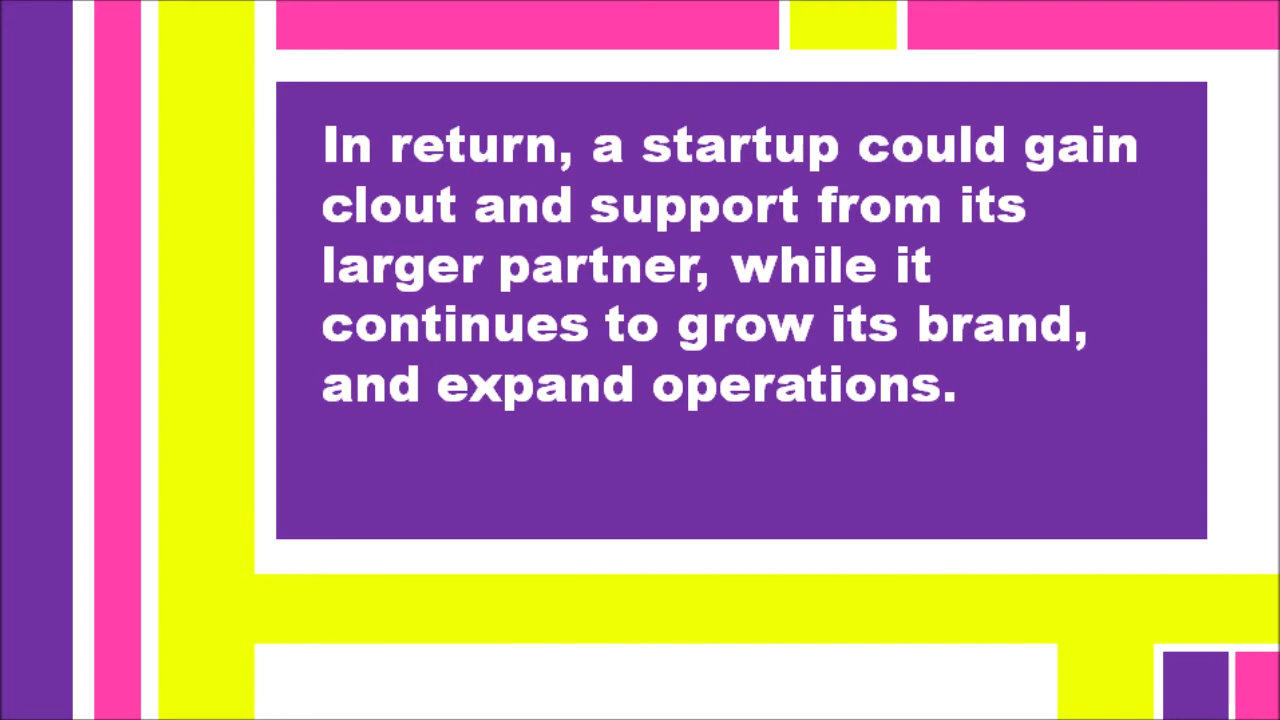 In return, a startup could gain
clout and support from its
larger partner, while it
continues to grow its brand,
and expand operations.